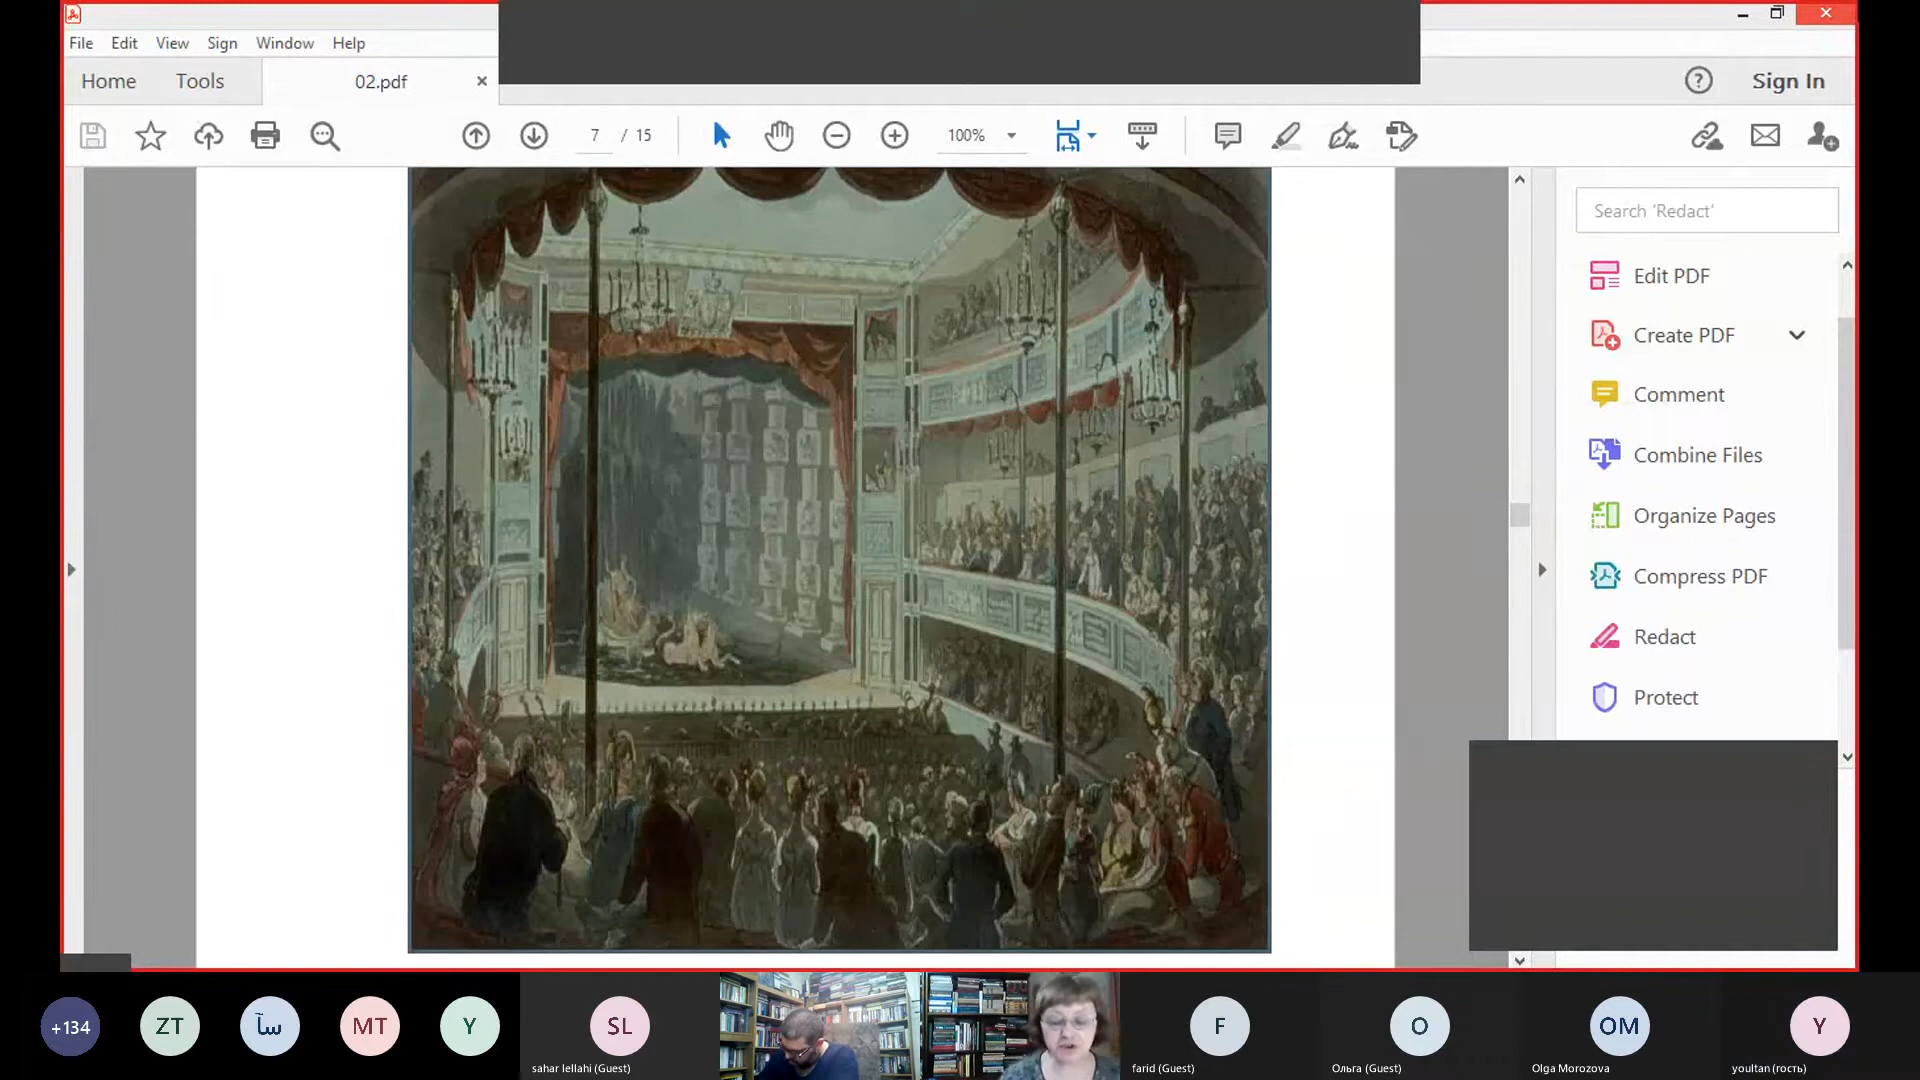 File Edit View Sign Window Help
Home Tools 02.pdf Sign In
7 / 15 100%
Search 'Redact'
Edit PDF
Create PDF
Comment
Combine Files
Organize Pages
Compress PDF
Redact
Protect
+134 ZT سآ MT Y SL F O OM Y
sahar lellahi (Guest) farid (Guest) Ольга (Guest) Olga Morozova youltan (гость)